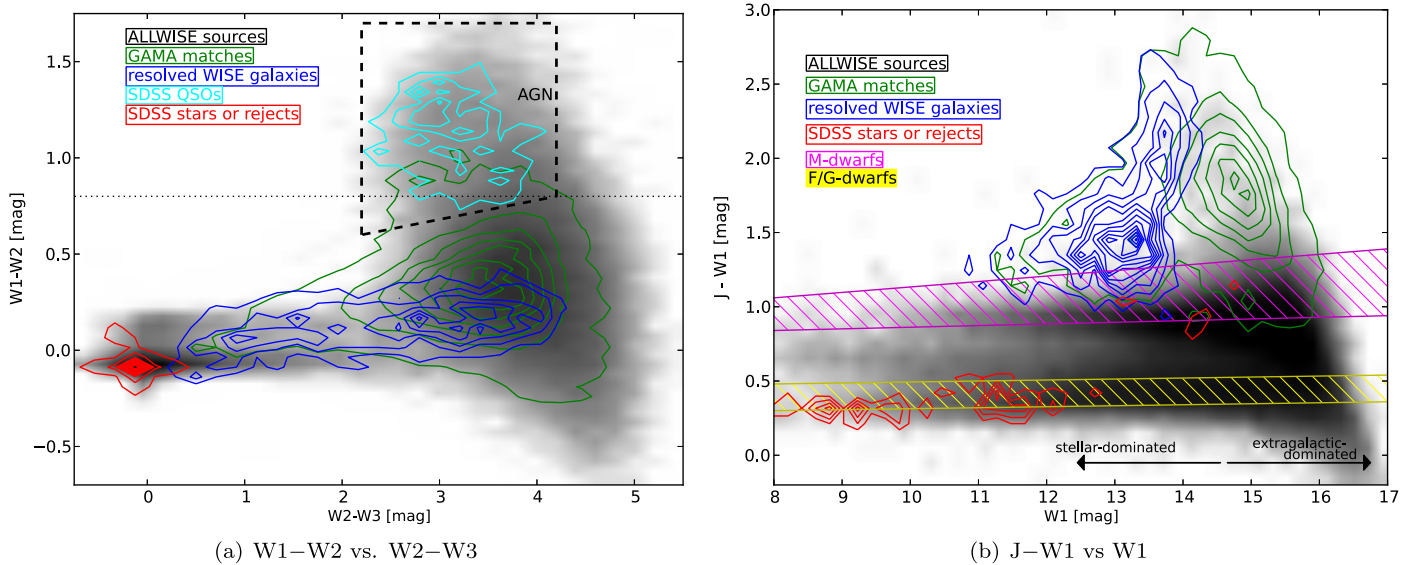 ALLWISE sources
GAMA matches
resolved WISE galaxies
SDSS QSOs
SDSS stars or rejects
AGN
1.5
1.0
0.5
0.0
−0.5
W1-W2 [mag]
0 1 2 3 4 5
W2-W3 [mag]
(a) W1−W2 vs. W2−W3
ALLWISE sources
GAMA matches
resolved WISE galaxies
SDSS stars or rejects
M-dwarfs
F/G-dwarfs
3.0
2.5
2.0
1.5
1.0
0.5
0.0
J - W1 [mag]
stellar-dominated
extragalactic-
dominated
8 9 10 11 12 13 14 15 16 17
W1 [mag]
(b) J−W1 vs W1